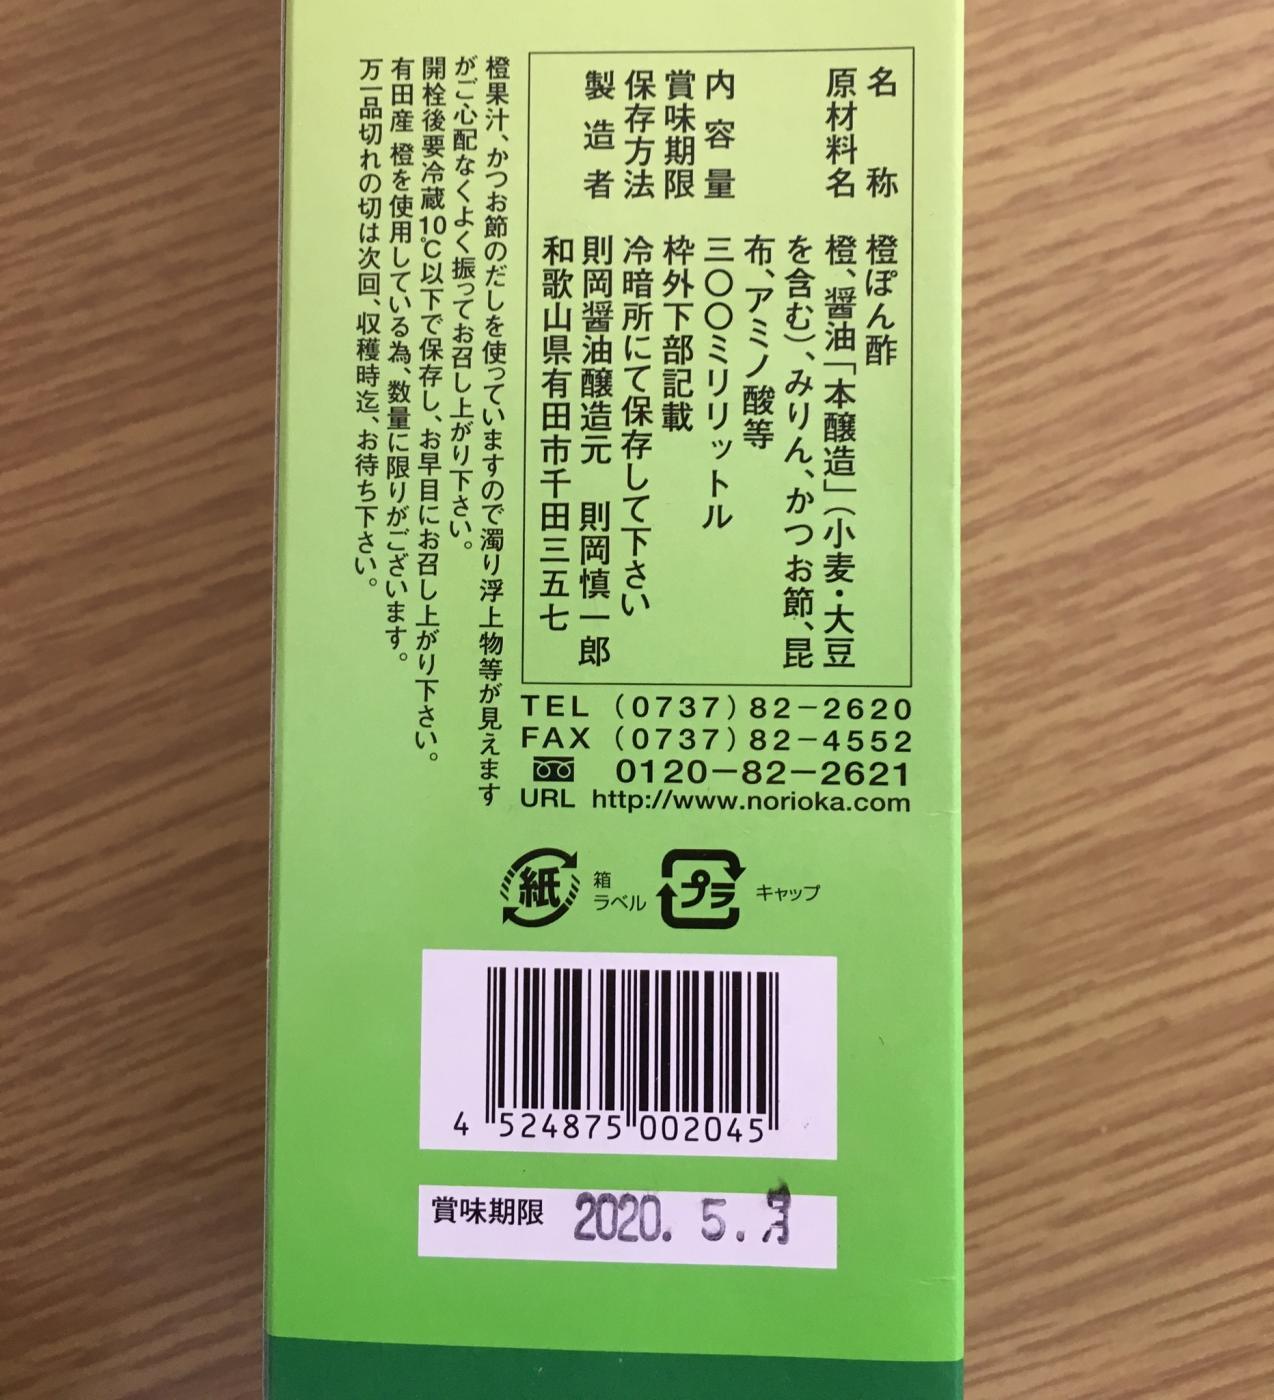 名称 橙ぽん酢
原材料名 橙、醤油「本醸造」(小麦・大豆
を含む)、みりん、かつお節、昆
布、アミノ酸等
内容量 三〇〇ミリリットル
賞味期限 枠外下部記載
保存方法 冷暗所にて保存して下さい
製造者 則岡醤油醸造元 則岡慎一郎
和歌山県有田市千田三五七
橙果汁、かつお節のだしを使っていますので濁り浮上物等が見えます
がご心配なくよく振ってお召し上がり下さい。
開栓後要冷蔵10℃以下で保存し、お早目にお召し上がり下さい。
有田産 橙を使用している為、数量に限りがございます。
万一品切れの切は次回、収穫時迄、お待ち下さい。
TEL (0737)82-2620
FAX (0737)82-4552
0120-82-2621
URL http://www.norioka.com
紙 箱
ラベル
プラ キャップ
4 524875 002045
賞味期限 2020. 5.